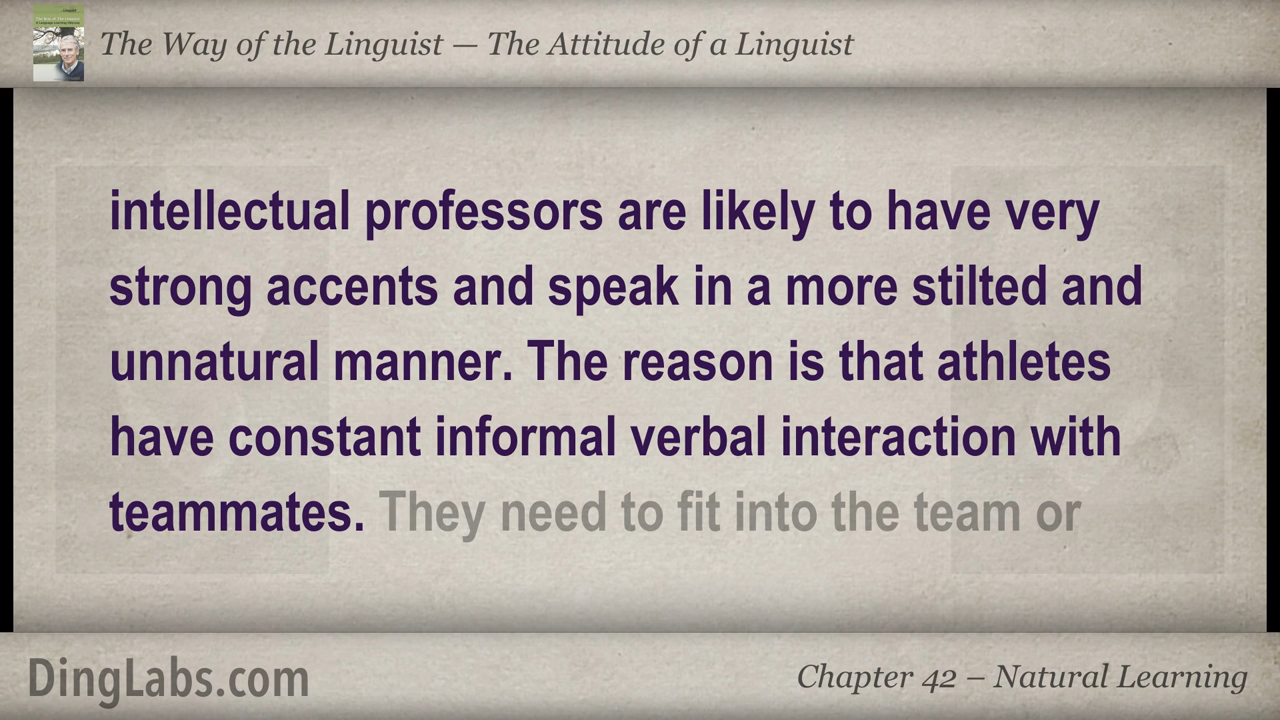 The Way of the Linguist — The Attitude of a Linguist
intellectual professors are likely to have very
strong accents and speak in a more stilted and
unnatural manner. The reason is that athletes
have constant informal verbal interaction with
teammates. They need to fit into the team or
DingLabs.com
Chapter 42 – Natural Learning